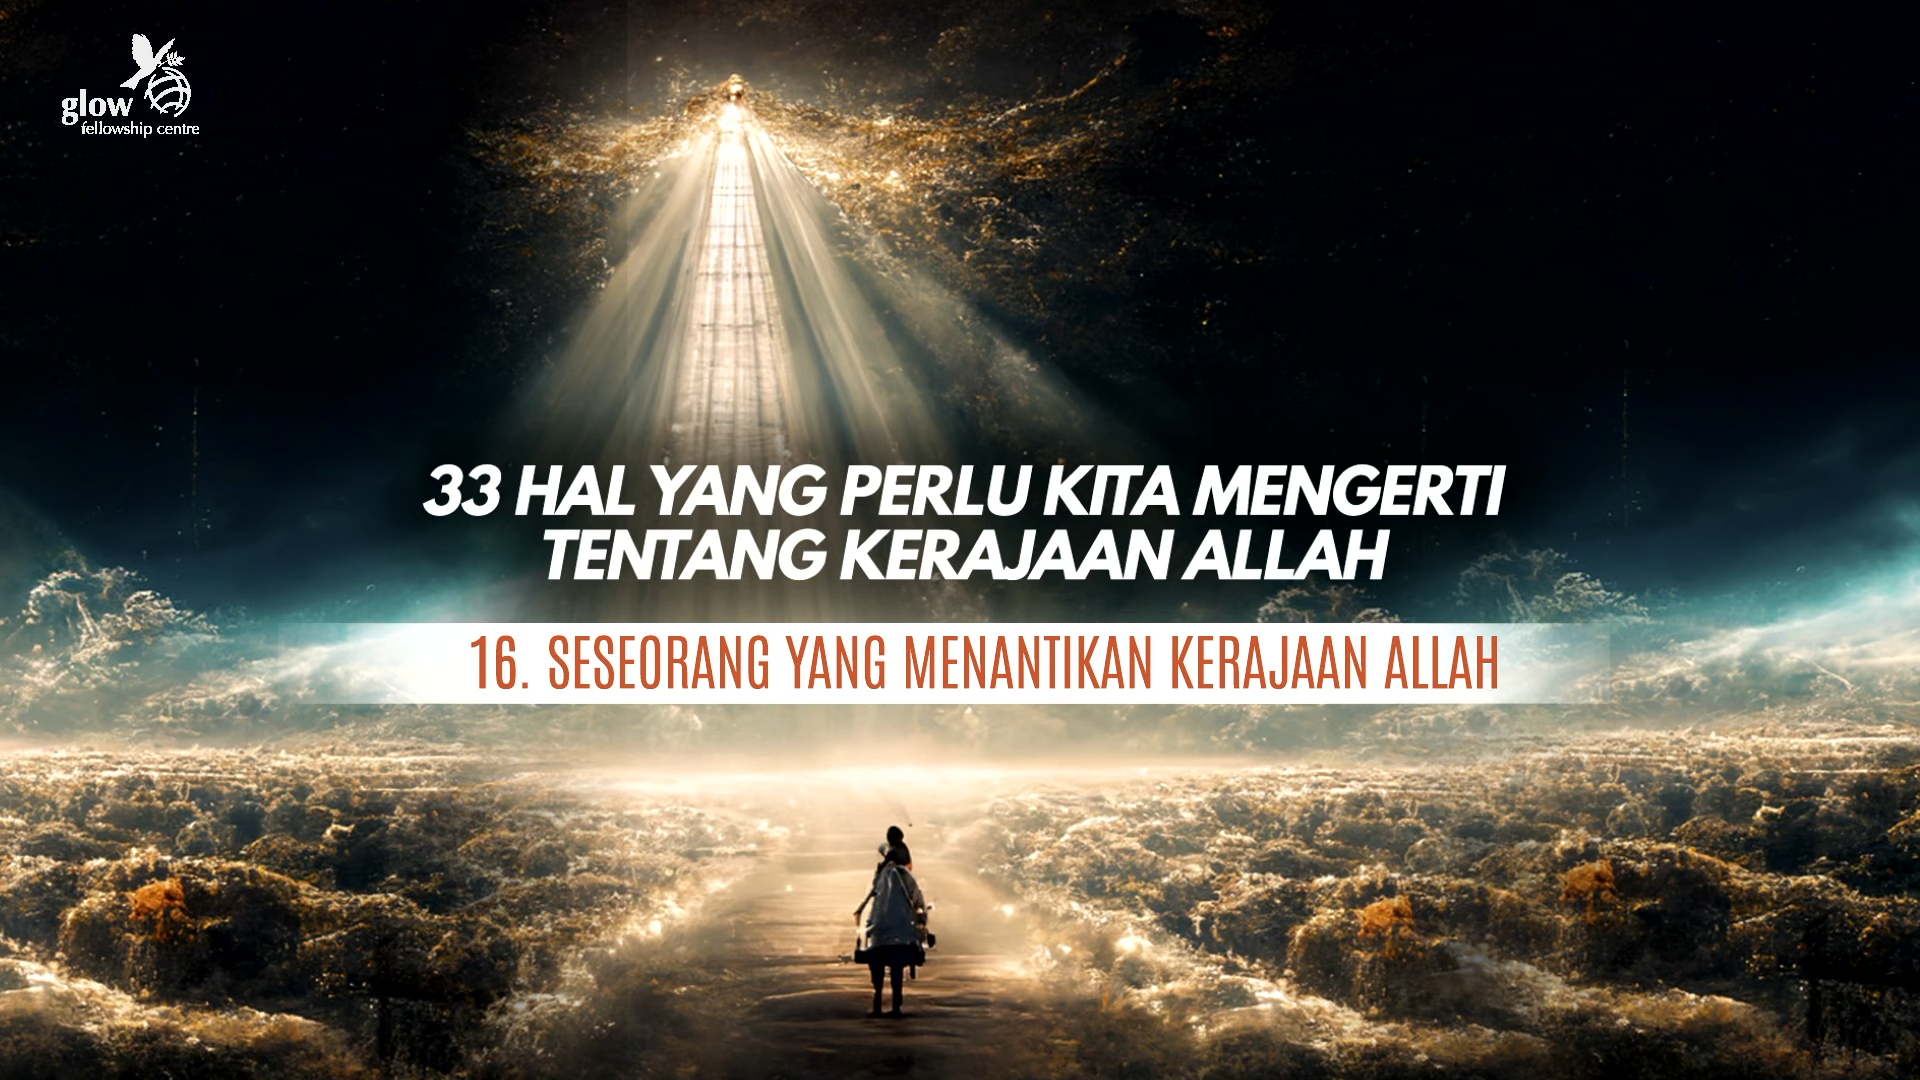 glow
fellowship centre
33 HAL YANG PERLU KITA MENGERTI
TENTANG KERAJAAN ALLAH
16. SESEORANG YANG MENANTIKAN KERAJAAN ALLAH